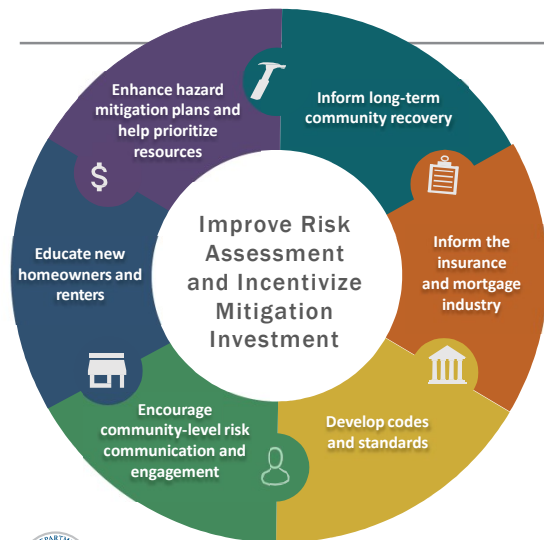 Enhance hazard
mitigation plans and
help prioritize
resources
Inform long-term
community recovery
Educate new
homeowners and
renters
Improve Risk
Assessment
and Incentivize
Mitigation
Investment
Inform the
insurance
and mortgage
industry
Encourage
community-level risk
communication and
engagement
Develop codes
and standards
$